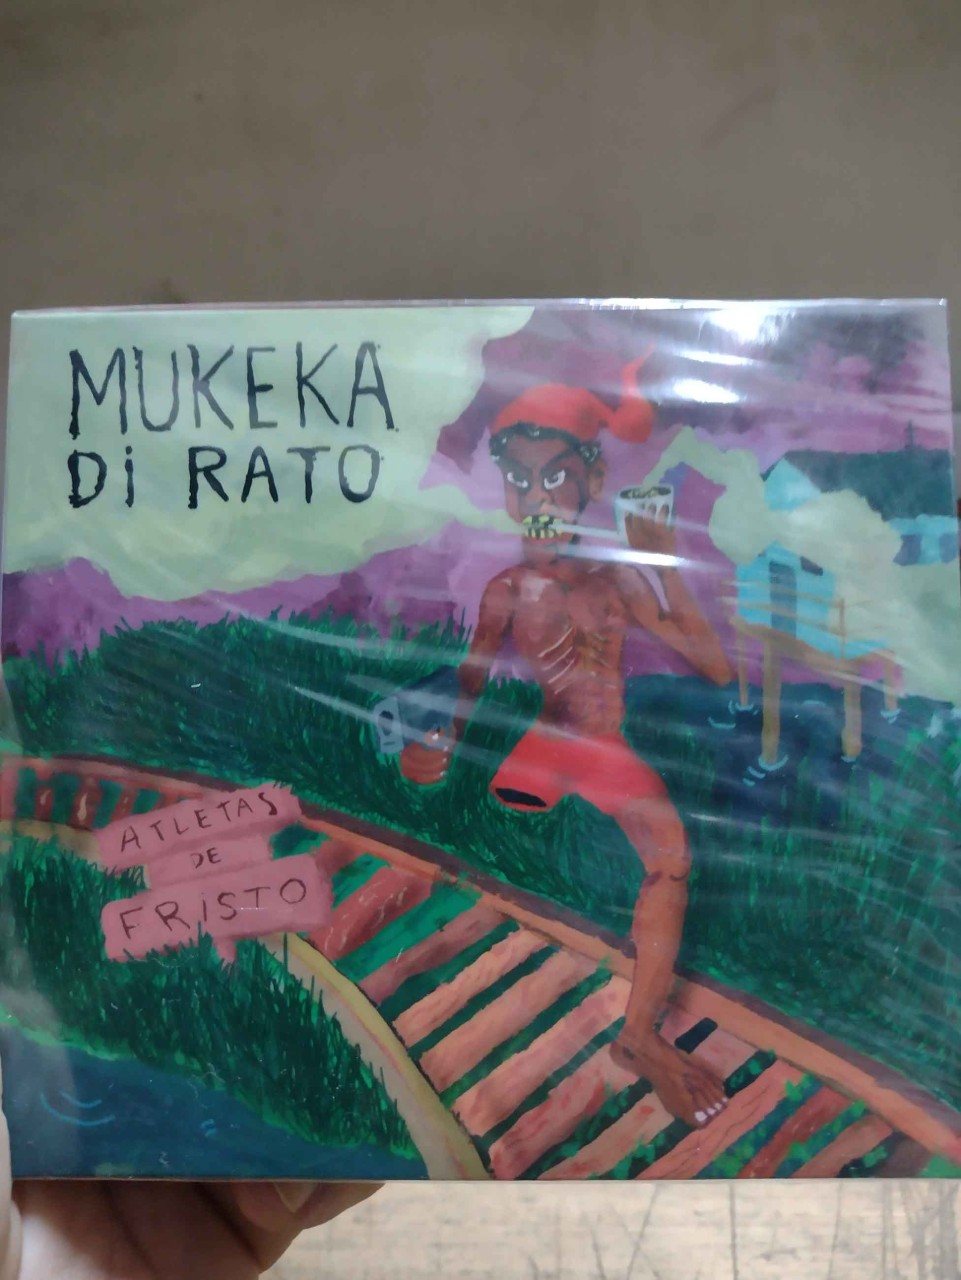 MUKEKA
Di RATO
ATLETAS
DE
FRiSTO